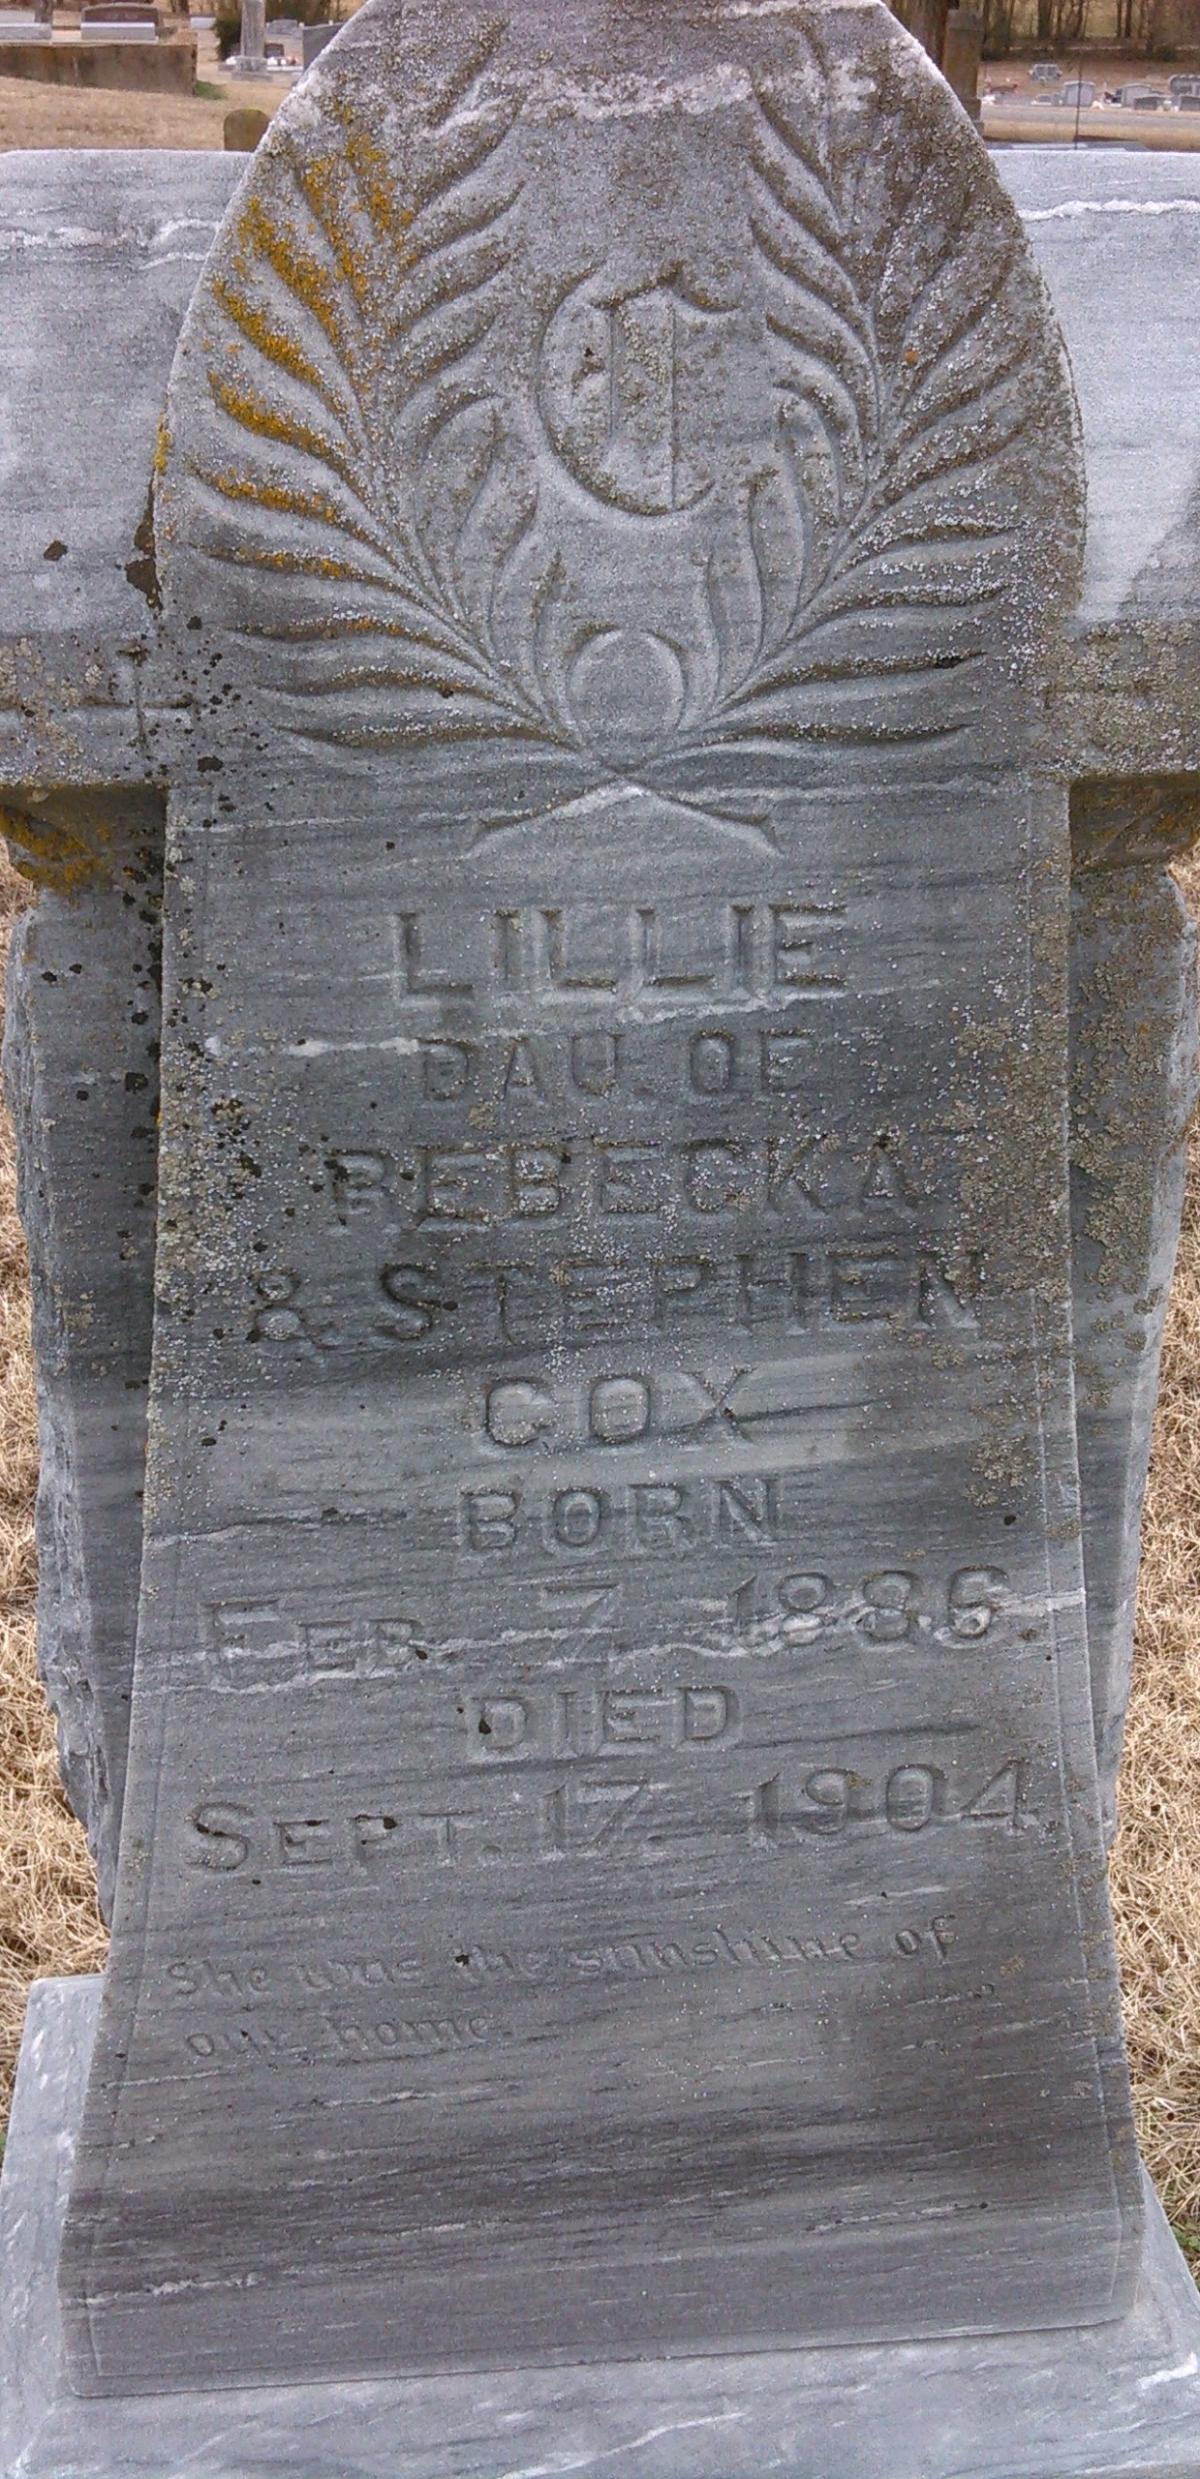 C
LILLIE
DAU. OF
REBECKA
& STEPHEN
COX
BORN
FEB. 7. 1886.
DIED
SEPT. 17. 1904.
She was the sunshine of
our home.